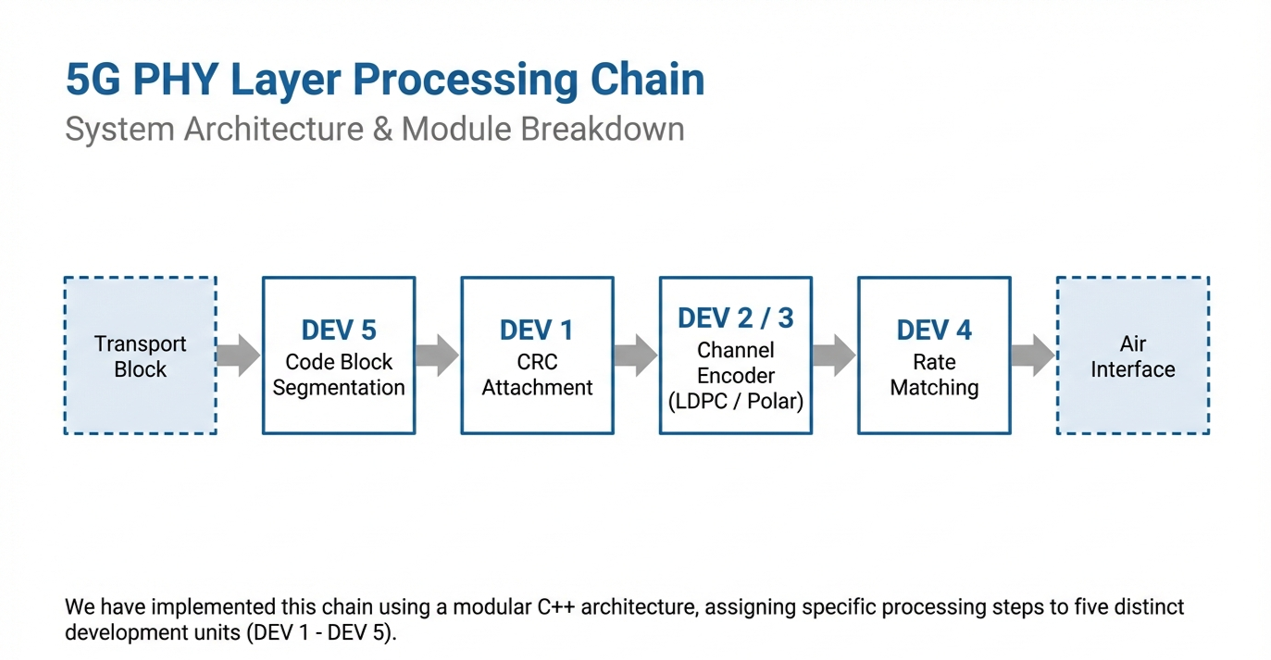 5G PHY Layer Processing Chain
System Architecture & Module Breakdown
Transport
Block
DEV 5
Code Block
Segmentation
DEV 1
CRC
Attachment
DEV 2 / 3
Channel
Encoder
(LDPC / Polar)
DEV 4
Rate
Matching
Air
Interface
We have implemented this chain using a modular C++ architecture, assigning specific processing steps to five distinct
development units (DEV 1 - DEV 5).